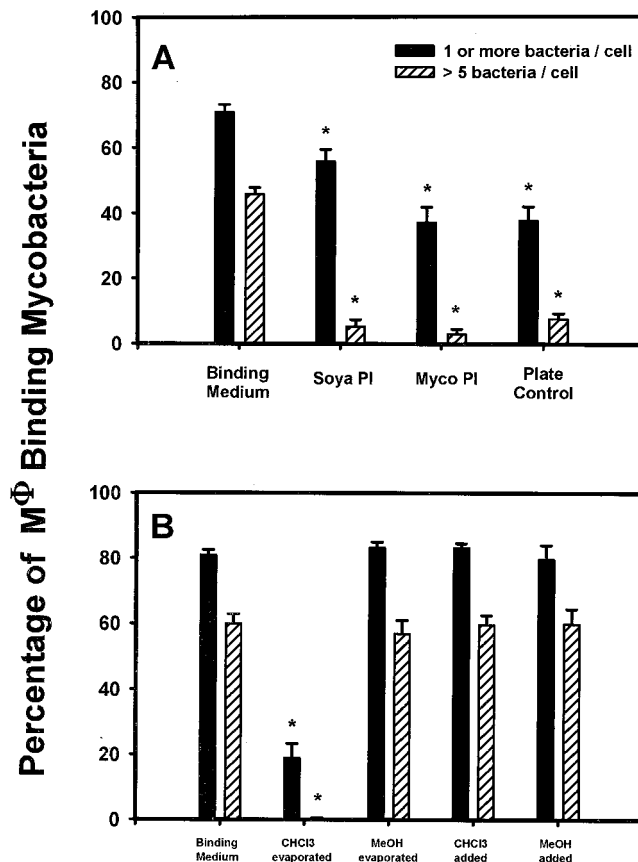 Percentage of MΦ Binding Mycobacteria
100
80
60
40
20
0
A
1 or more bacteria / cell
> 5 bacteria / cell
*
*
*
*
*
*
Binding Medium
Soya PI
Myco PI
Plate Control
100
80
60
40
20
0
B
*
*
Binding Medium
CHCl3 evaporated
MeOH evaporated
CHCl3 added
MeOH added